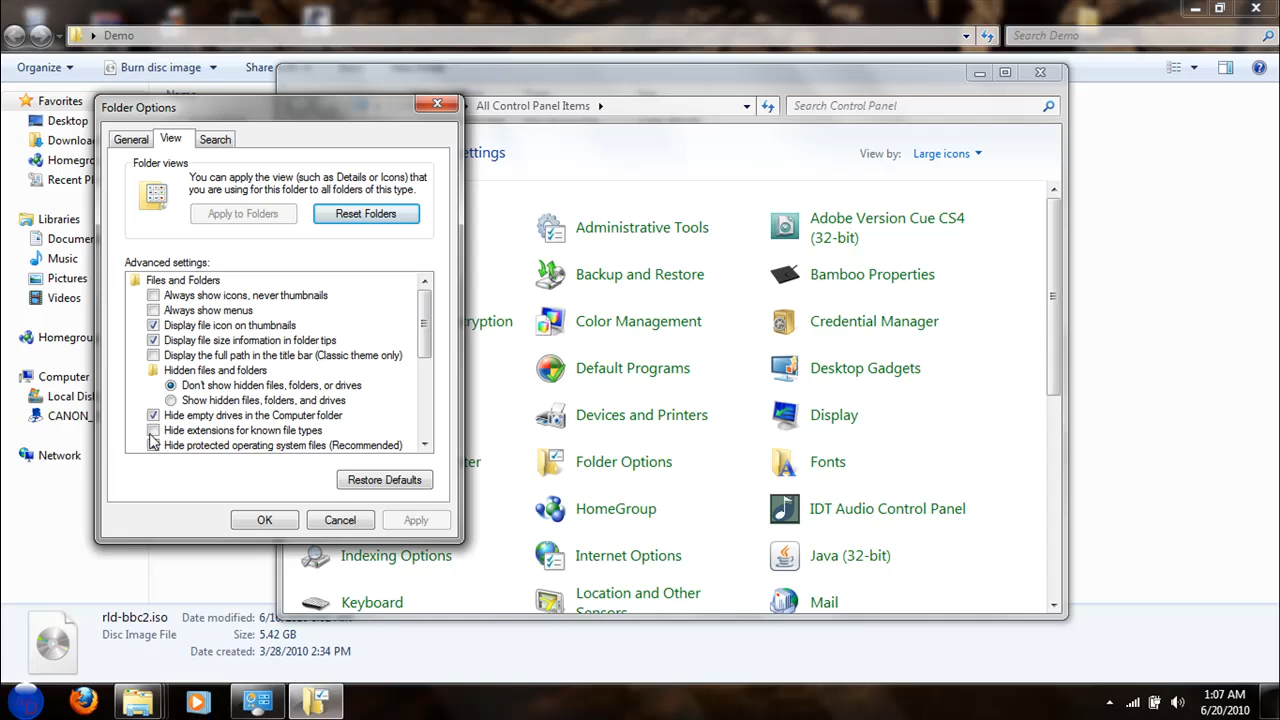 Demo
Search Demo
Organize
Burn disc image
Share
Favorites
Desktop
Recent
Libraries
Music
Pictures
Videos
Computer
Local
CANON_
Network
All Control Panel Items
Search Control Panel
View by: Large icons
Administrative Tools
Adobe Version Cue CS4
(32-bit)
Backup and Restore
Bamboo Properties
Color Management
Credential Manager
Default Programs
Desktop Gadgets
Devices and Printers
Display
Folder Options
Fonts
HomeGroup
IDT Audio Control Panel
Indexing Options
Internet Options
Java (32-bit)
Keyboard
Location and Other
Sensors
Mail
Folder Options
General
View
Search
Folder views
You can apply the view (such as Details or Icons) that
you are using for this folder to all folders of this type.
Apply to Folders
Reset Folders
Advanced settings:
Files and Folders
Always show icons, never thumbnails
Always show menus
Display file icon on thumbnails
Display file size information in folder tips
Display the full path in the title bar (Classic theme only)
Hidden files and folders
Don't show hidden files, folders, or drives
Show hidden files, folders, and drives
Hide empty drives in the Computer folder
Hide extensions for known file types
Hide protected operating system files (Recommended)
Restore Defaults
OK
Cancel
Apply
rld-bbc2.iso
Disc Image File
Date modified:
Size: 5.42 GB
Date created: 3/28/2010 2:34 PM
1:07 AM
6/20/2010